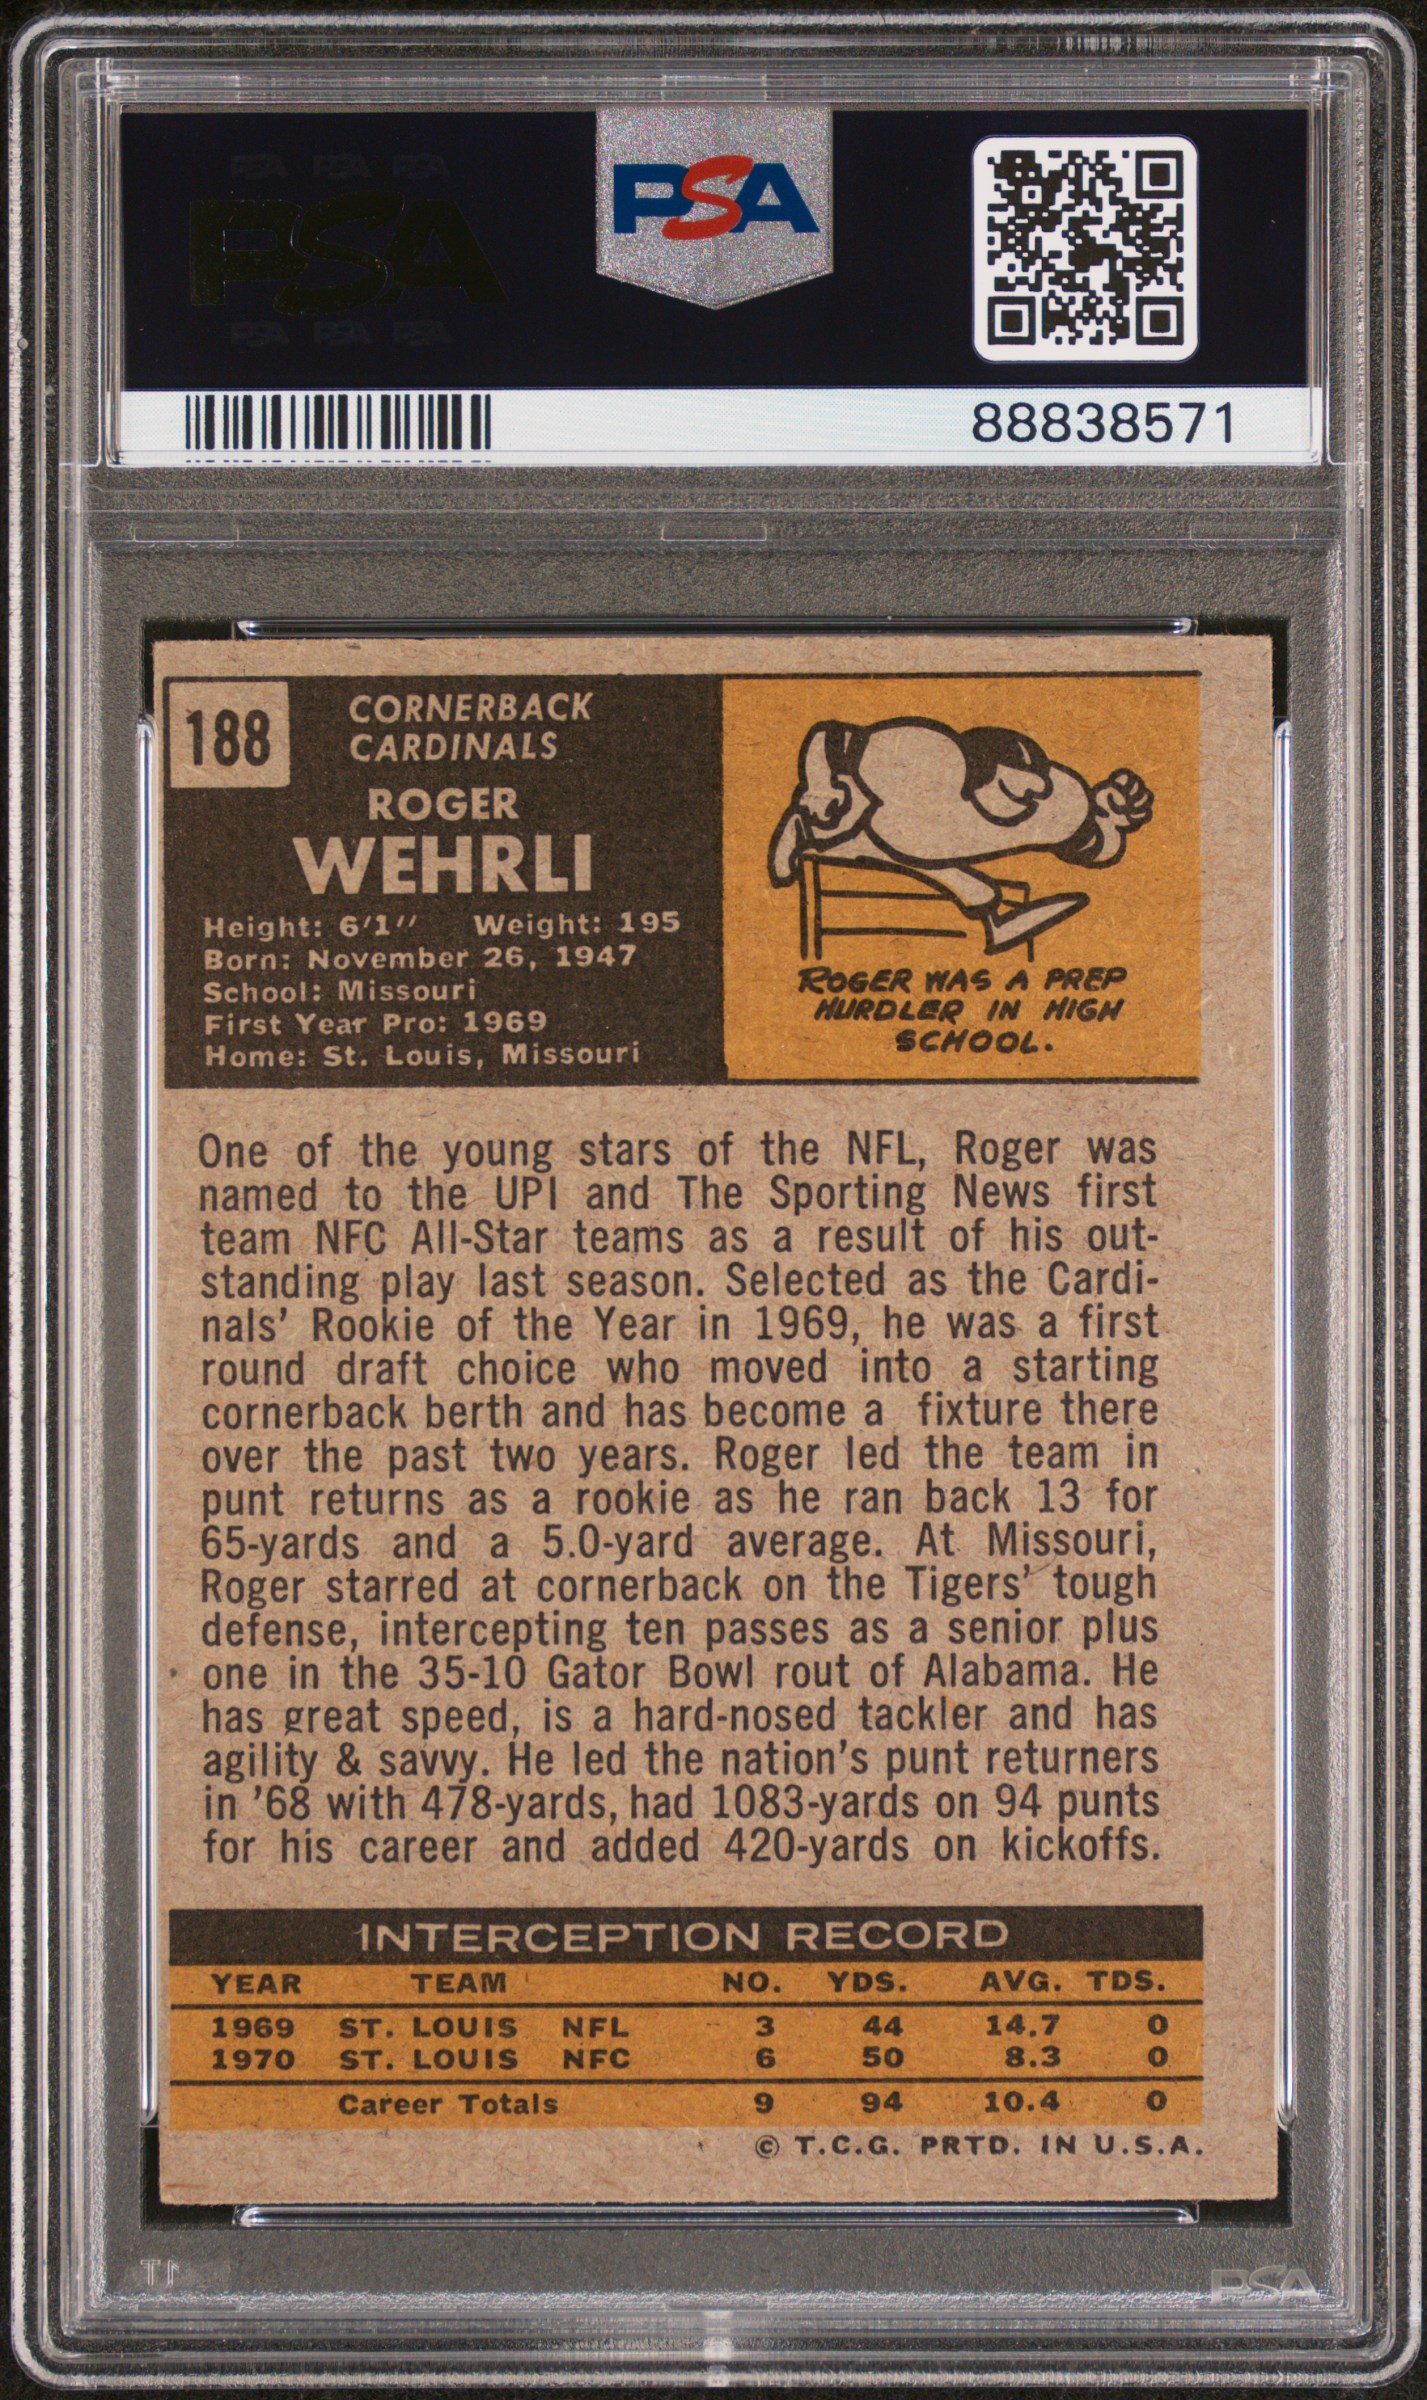 PSA PSA PSA
PSA
PSA PSA PSA
PSA
88838571
188
CORNERBACK
CARDINALS
ROGER
WEHRLI
Height: 6'1" Weight: 195
Born: November 26, 1947
School: Missouri
First Year Pro: 1969
Home: St. Louis, Missouri
ROGER WAS A PREP
HURDLER IN HIGH
SCHOOL.
One of the young stars of the NFL, Roger was
named to the UPI and The Sporting News first
team NFC All-Star teams as a result of his out-
standing play last season. Selected as the Cardi-
nals' Rookie of the Year in 1969, he was a first
round draft choice who moved into a starting
cornerback berth and has become a fixture there
over the past two years. Roger led the team in
punt returns as a rookie as he ran back 13 for
65-yards and a 5.0-yard average. At Missouri,
Roger starred at cornerback on the Tigers' tough
defense, intercepting ten passes as a senior plus
one in the 35-10 Gator Bowl rout of Alabama. He
has great speed, is a hard-nosed tackler and has
agility & savvy. He led the nation's punt returners
in '68 with 478-yards, had 1083-yards on 94 punts
for his career and added 420-yards on kickoffs.
INTERCEPTION RECORD
YEAR TEAM NO. YDS. AVG. TDS.
1969 ST. LOUIS NFL 3 44 14.7 0
1970 ST. LOUIS NFC 6 50 8.3 0
Career Totals 9 94 10.4 0
© T.C.G. PRTD. IN U.S.A.
PSA